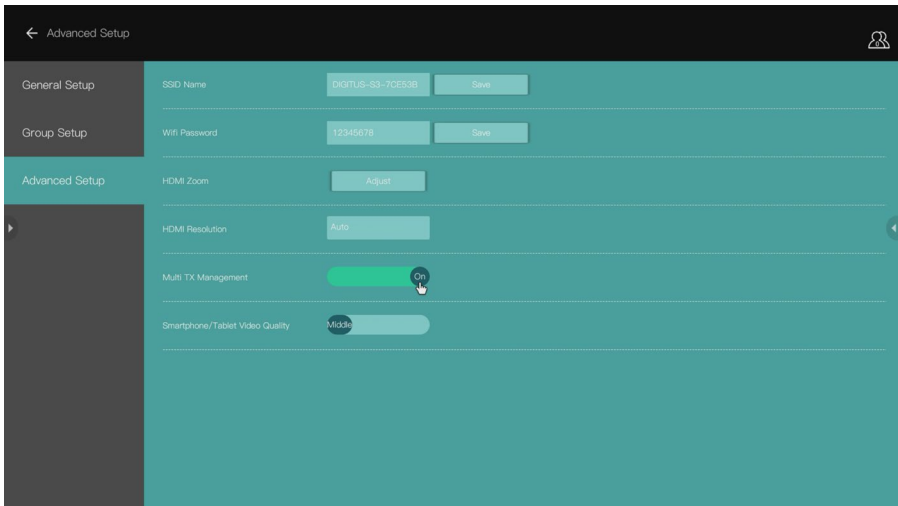 Advanced Setup
General Setup
Group Setup
Advanced Setup
SSID Name
DIGITUS-S3-7CE53B
Save
Wifi Password
12345678
Save
HDMI Zoom
Adjust
HDMI Resolution
Auto
Multi TX Management
On
Smartphone/Tablet Video Quality
Middle